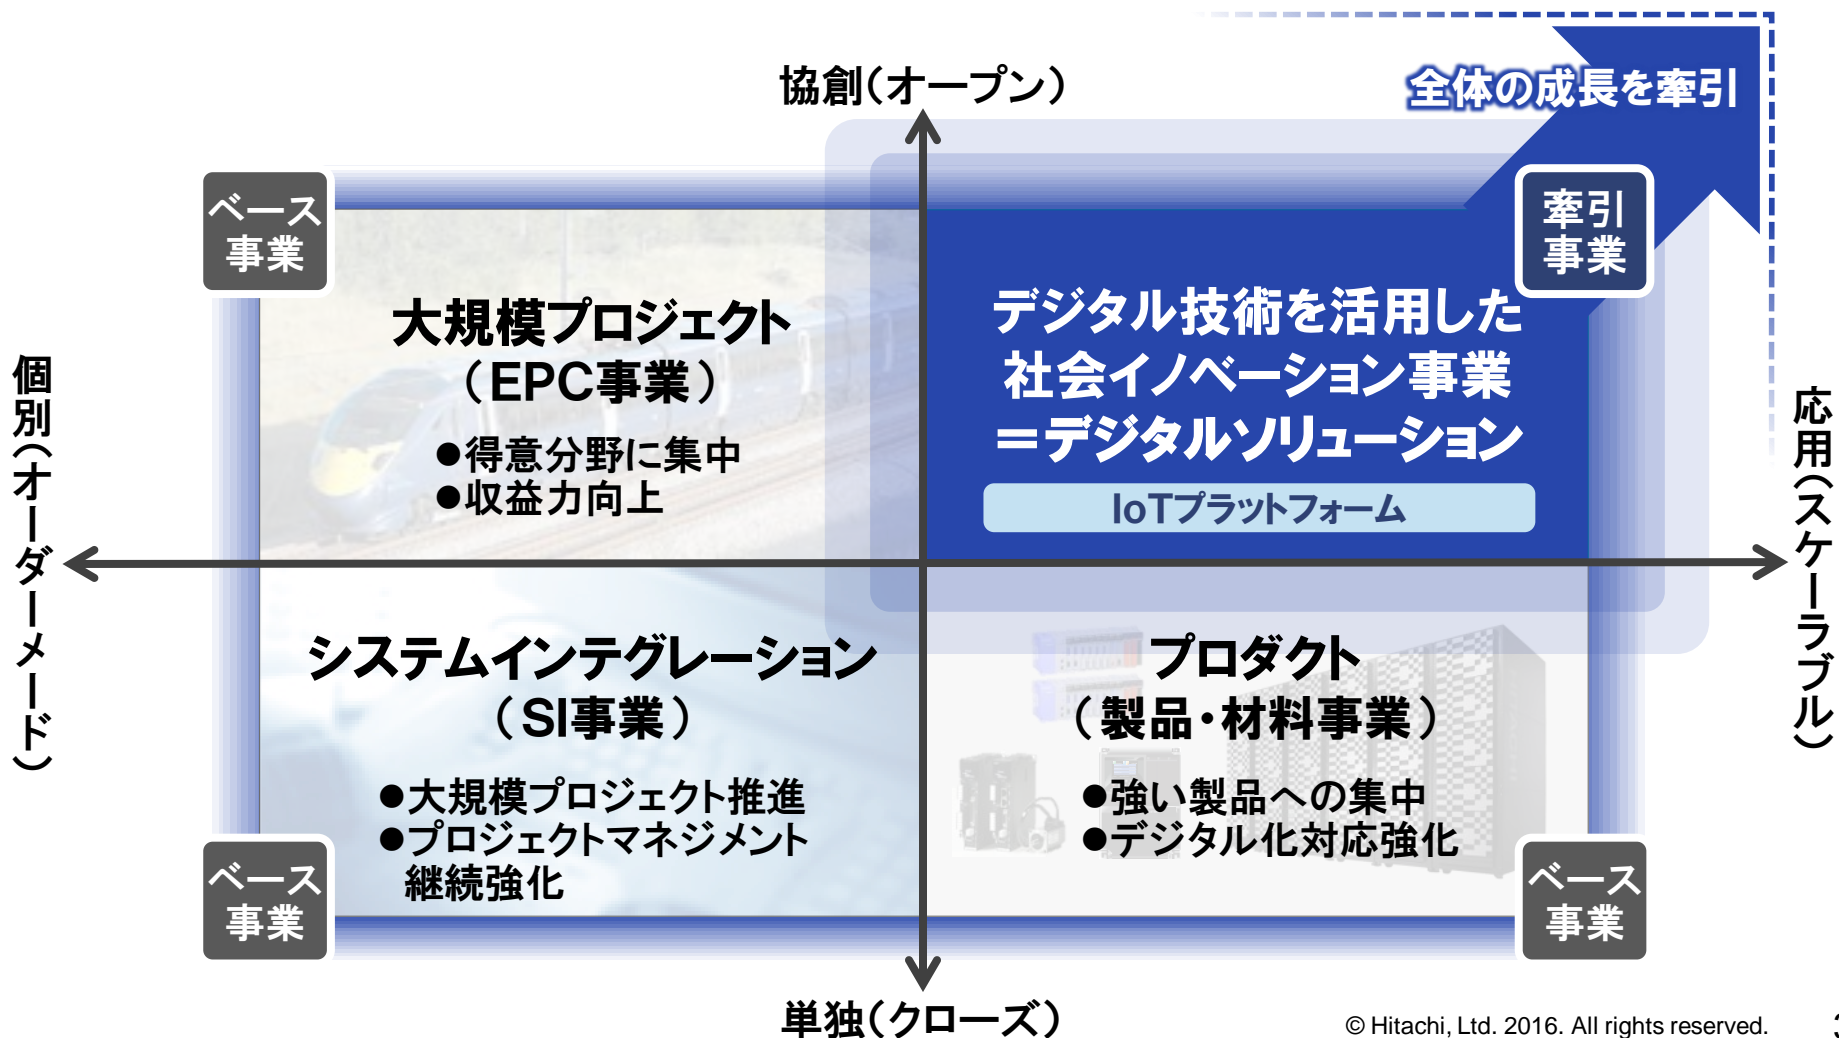 協創(オープン)
全体の成長を牽引
ベース
事業
牽引
事業
大規模プロジェクト
(EPC事業)
●得意分野に集中
●収益力向上
デジタル技術を活用した
社会イノベーション事業
=デジタルソリューション
IoTプラットフォーム
個別(オーダーメード)
応用(スケーラブル)
システムインテグレーション
(SI事業)
●大規模プロジェクト推進
●プロジェクトマネジメント
継続強化
プロダクト
(製品・材料事業)
●強い製品への集中
●デジタル化対応強化
ベース
事業
ベース
事業
単独(クローズ)
© Hitachi, Ltd. 2016. All rights reserved.